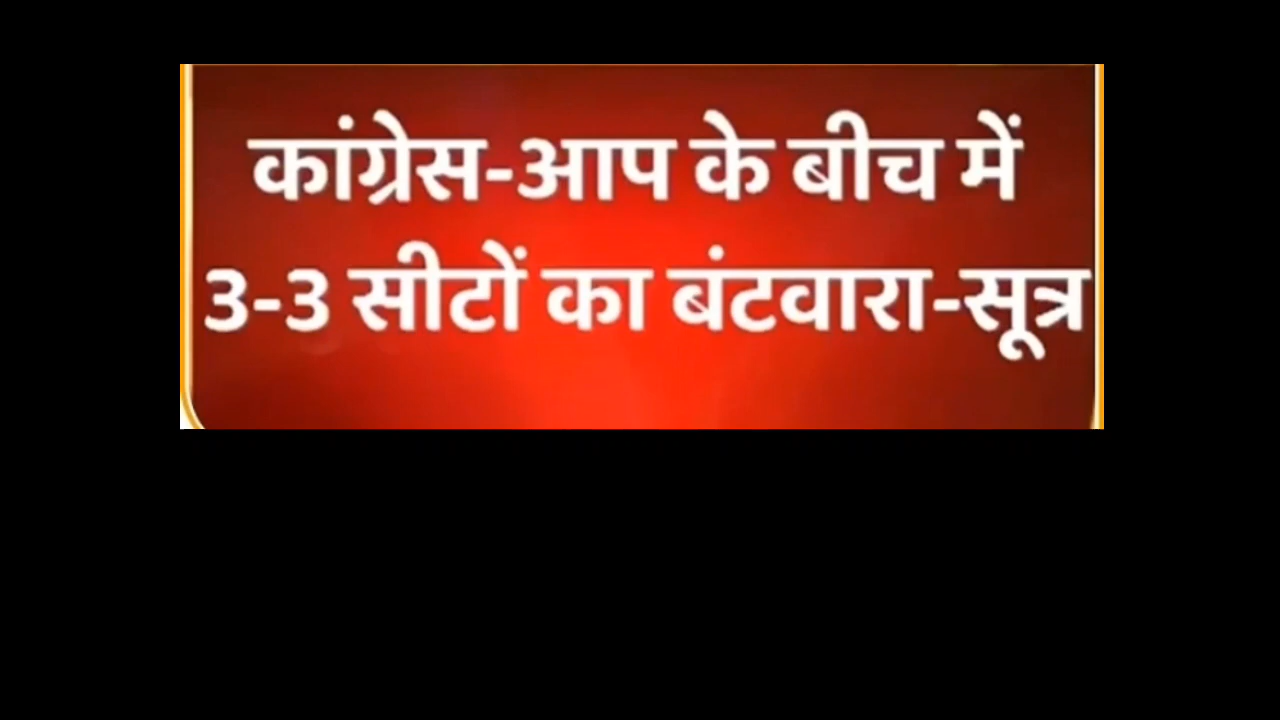 कांग्रेस-आप के बीच में
3-3 सीटों का बंटवारा-सूत्र